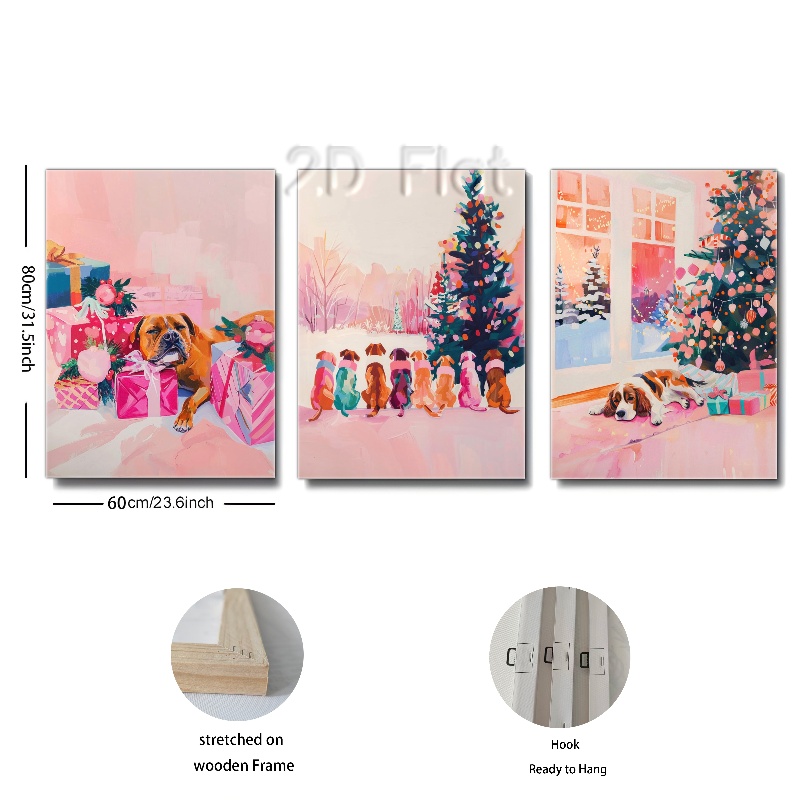 2D Flat
80cm/31.5inch
60cm/23.6inch
stretched on
wooden Frame
Hook
Ready to Hang